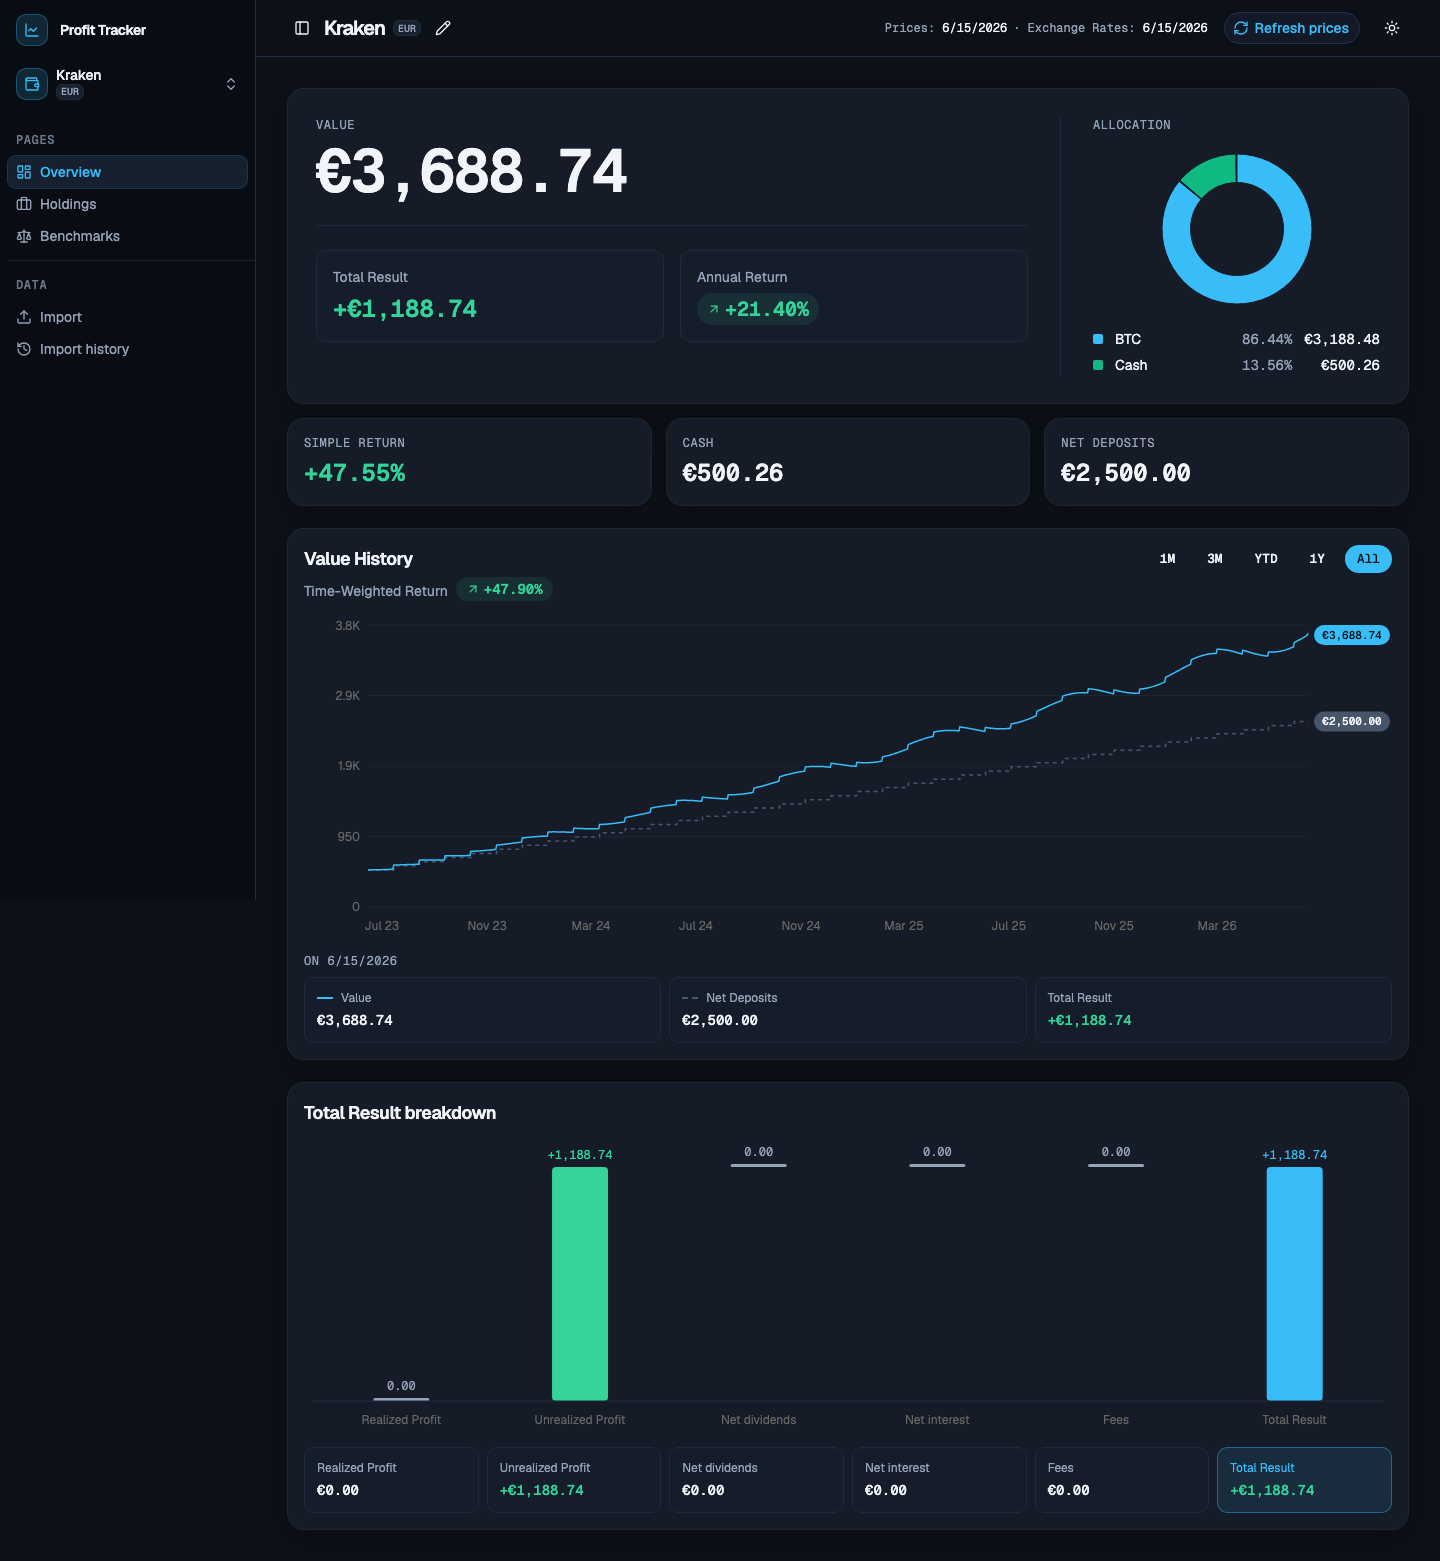 Profit Tracker
Kraken
EUR
PAGES
Overview
Holdings
Benchmarks
DATA
Import
Import history
Kraken EUR
Prices: 6/15/2026 · Exchange Rates: 6/15/2026
Refresh prices
VALUE
€3,688.74
Total Result
+€1,188.74
Annual Return
+21.40%
ALLOCATION
BTC 86.44% €3,188.48
Cash 13.56% €500.26
SIMPLE RETURN
+47.55%
CASH
€500.26
NET DEPOSITS
€2,500.00
Value History
1M 3M YTD 1Y All
Time-Weighted Return +47.90%
3.8K
€3,688.74
2.9K
€2,500.00
1.9K
950
0
Jul 23 Nov 23 Mar 24 Jul 24 Nov 24 Mar 25 Jul 25 Nov 25 Mar 26
ON 6/15/2026
Value
€3,688.74
Net Deposits
€2,500.00
Total Result
+€1,188.74
Total Result breakdown
0.00 +1,188.74 0.00 0.00 0.00 +1,188.74
Realized Profit Unrealized Profit Net dividends Net interest Fees Total Result
Realized Profit
€0.00
Unrealized Profit
+€1,188.74
Net dividends
€0.00
Net interest
€0.00
Fees
€0.00
Total Result
+€1,188.74